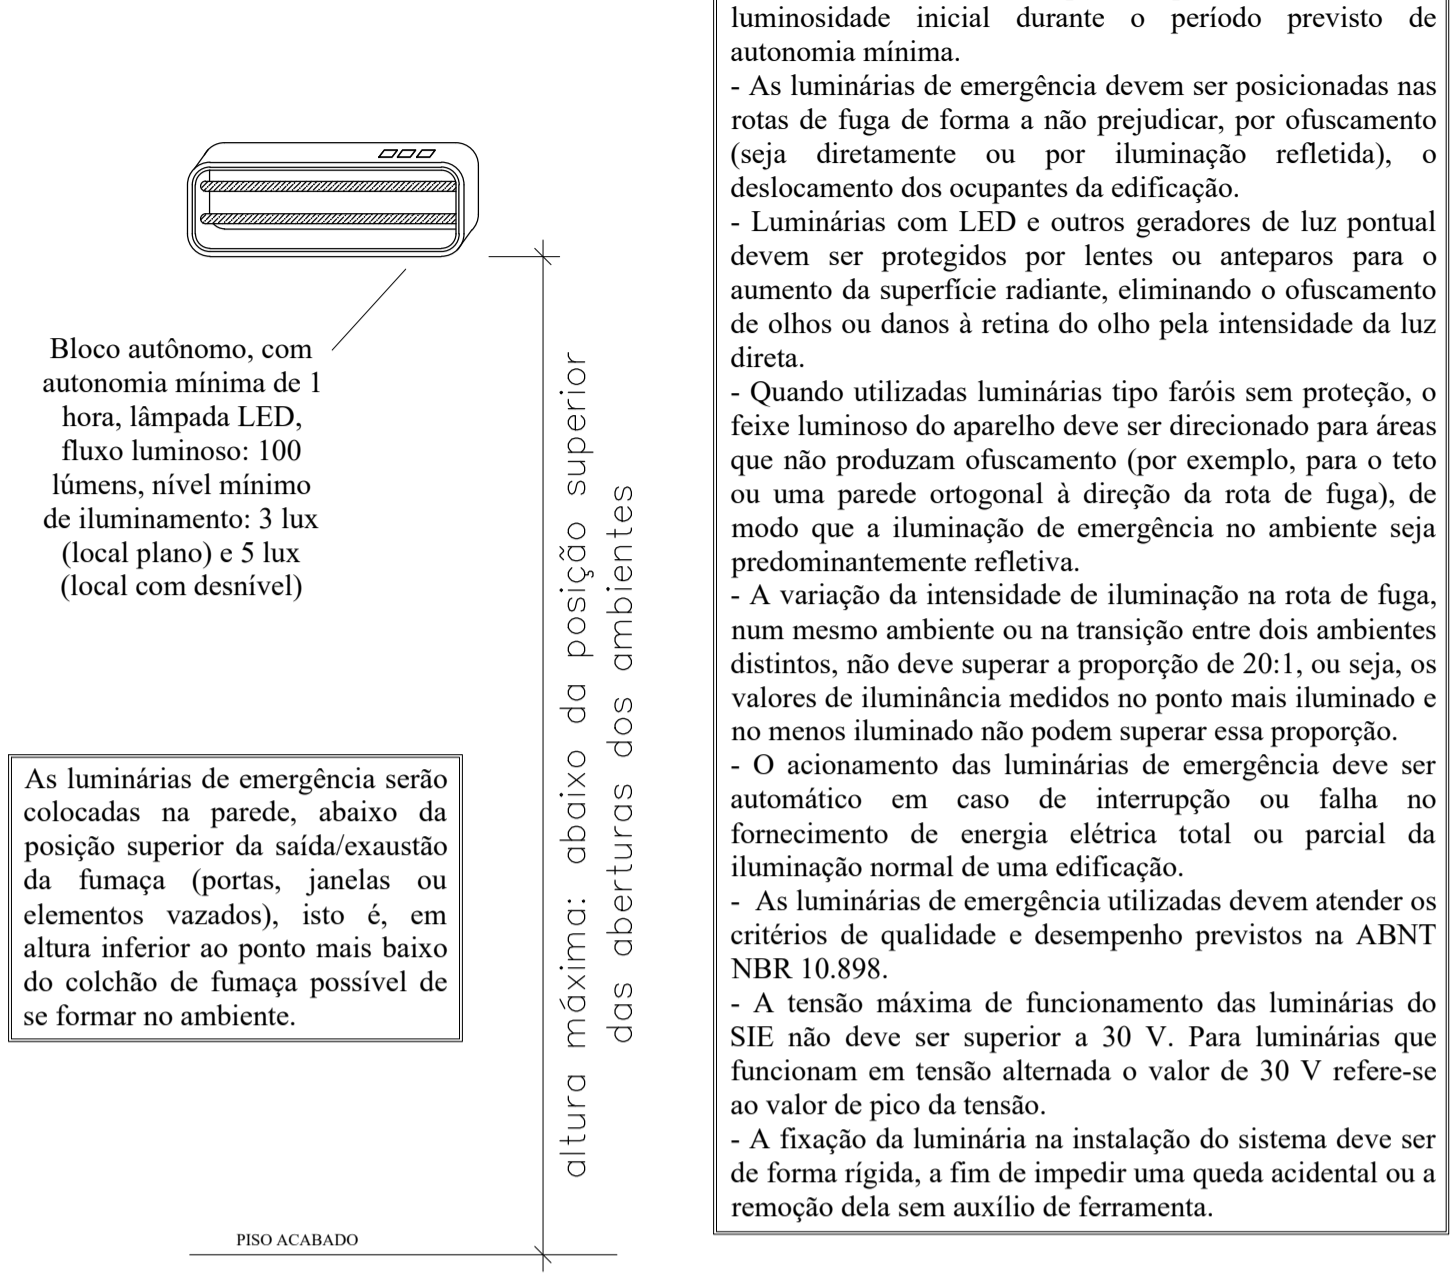 Bloco autônomo, com
autonomia mínima de 1
hora, lâmpada LED,
fluxo luminoso: 100
lúmens, nível mínimo
de iluminamento: 3 lux
(local plano) e 5 lux
(local com desnível)
As luminárias de emergência serão
colocadas na parede, abaixo da
posição superior da saída/exaustão
da fumaça (portas, janelas ou
elementos vazados), isto é, em
altura inferior ao ponto mais baixo
do colchão de fumaça possível de
se formar no ambiente.
PISO ACABADO
altura máxima: abaixo da posição superior
das aberturas dos ambientes
luminosidade inicial durante o período previsto de
autonomia mínima.
- As luminárias de emergência devem ser posicionadas nas
rotas de fuga de forma a não prejudicar, por ofuscamento
(seja diretamente ou por iluminação refletida), o
deslocamento dos ocupantes da edificação.
- Luminárias com LED e outros geradores de luz pontual
devem ser protegidos por lentes ou anteparos para o
aumento da superfície radiante, eliminando o ofuscamento
de olhos ou danos à retina do olho pela intensidade da luz
direta.
- Quando utilizadas luminárias tipo faróis sem proteção, o
feixe luminoso do aparelho deve ser direcionado para áreas
que não produzam ofuscamento (por exemplo, para o teto
ou uma parede ortogonal à direção da rota de fuga), de
modo que a iluminação de emergência no ambiente seja
predominantemente refletiva.
- A variação da intensidade de iluminação na rota de fuga,
num mesmo ambiente ou na transição entre dois ambientes
distintos, não deve superar a proporção de 20:1, ou seja, os
valores de iluminância medidos no ponto mais iluminado e
no menos iluminado não podem superar essa proporção.
- O acionamento das luminárias de emergência deve ser
automático em caso de interrupção ou falha no
fornecimento de energia elétrica total ou parcial da
iluminação normal de uma edificação.
- As luminárias de emergência utilizadas devem atender os
critérios de qualidade e desempenho previstos na ABNT
NBR 10.898.
- A tensão máxima de funcionamento das luminárias do
SIE não deve ser superior a 30 V. Para luminárias que
funcionam em tensão alternada o valor de 30 V refere-se
ao valor de pico da tensão.
- A fixação da luminária na instalação do sistema deve ser
de forma rígida, a fim de impedir uma queda acidental ou a
remoção dela sem auxílio de ferramenta.